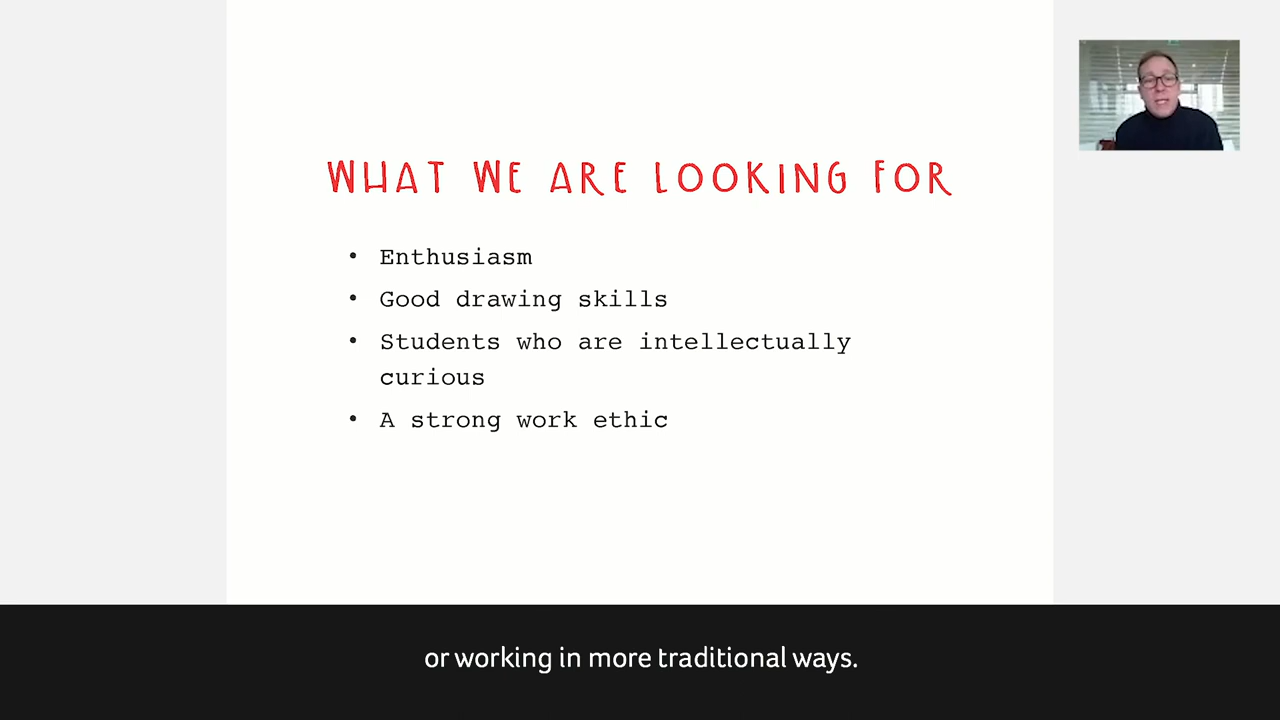 WHAT WE ARE LOOKING FOR
• Enthusiasm
• Good drawing skills
• Students who are intellectually
curious
• A strong work ethic
or working in more traditional ways.